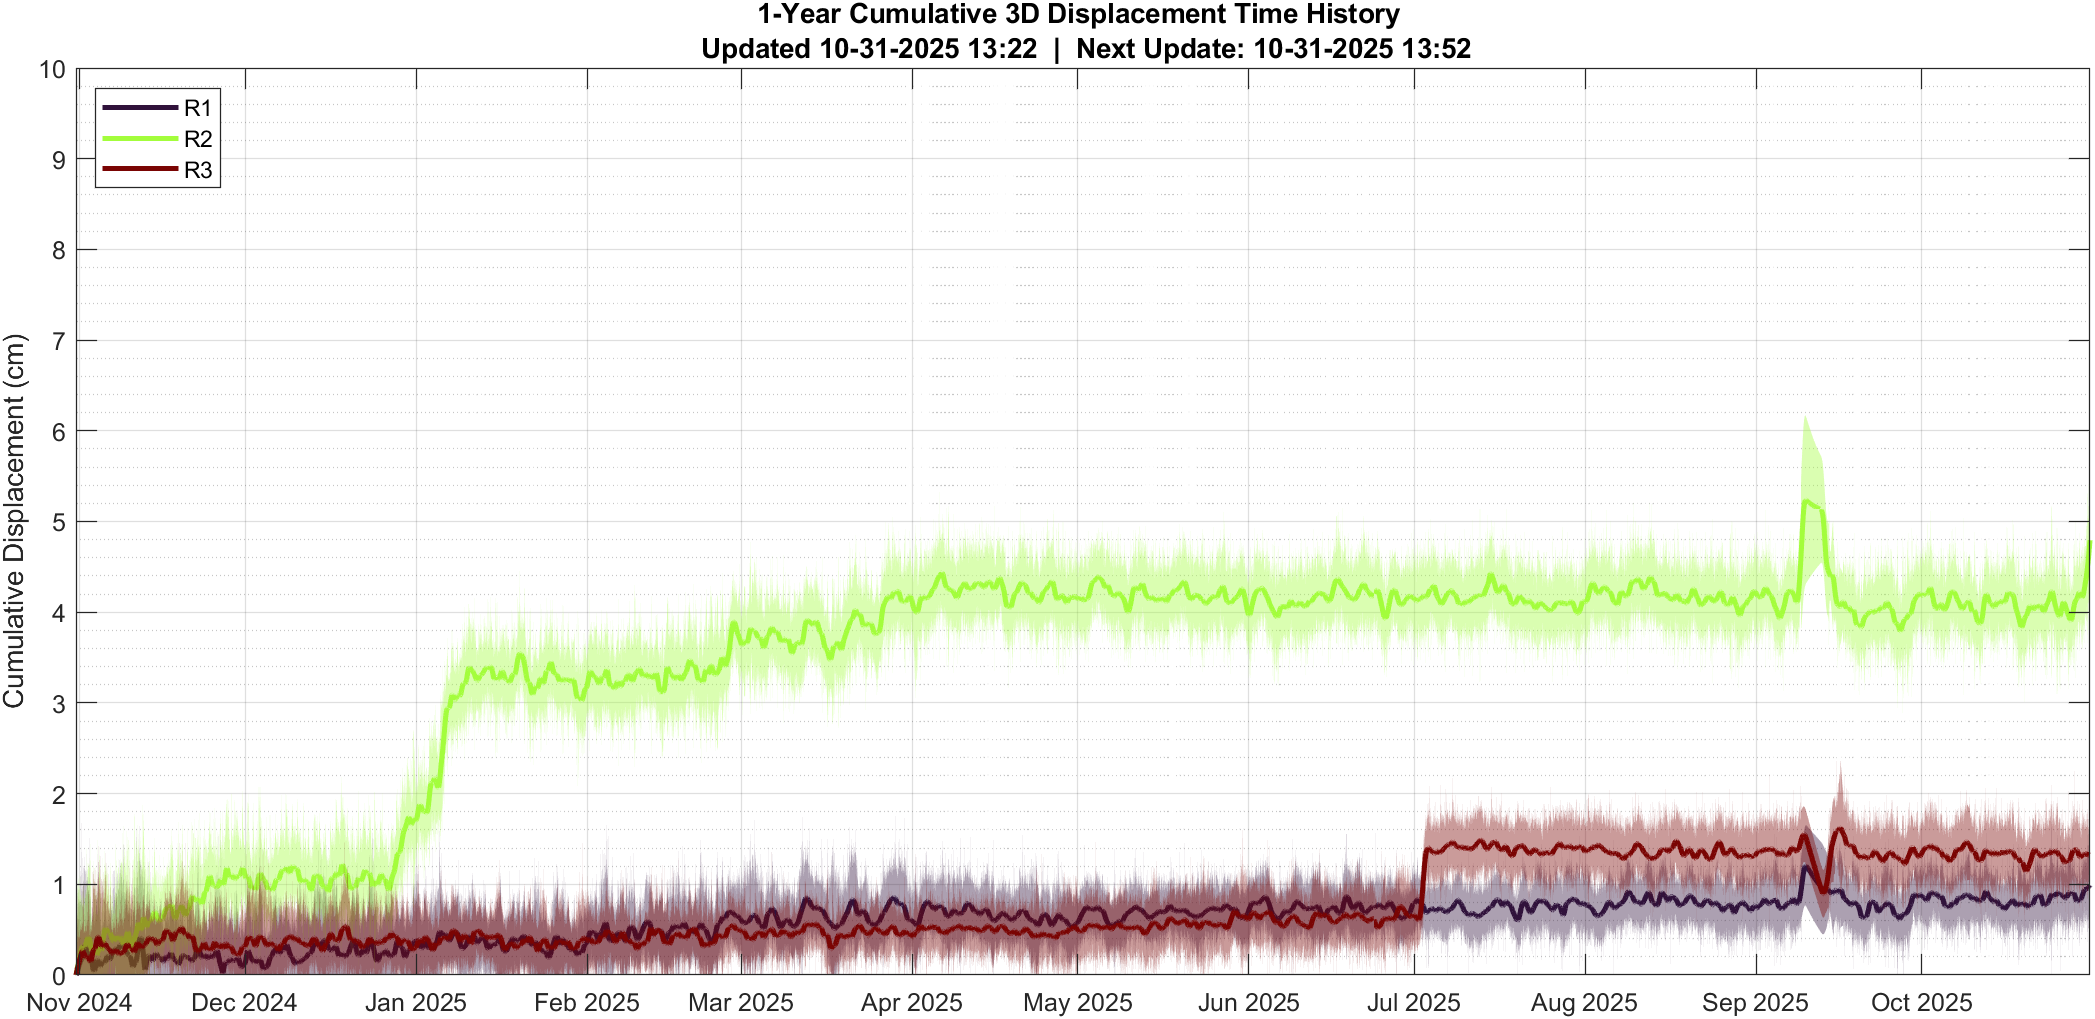 1-Year Cumulative 3D Displacement Time History
Updated 10-31-2025 13:22 | Next Update: 10-31-2025 13:52
R1
R2
R3
Cumulative Displacement (cm)
10
9
8
7
6
5
4
3
2
1
0
Nov 2024 Dec 2024 Jan 2025 Feb 2025 Mar 2025 Apr 2025 May 2025 Jun 2025 Jul 2025 Aug 2025 Sep 2025 Oct 2025